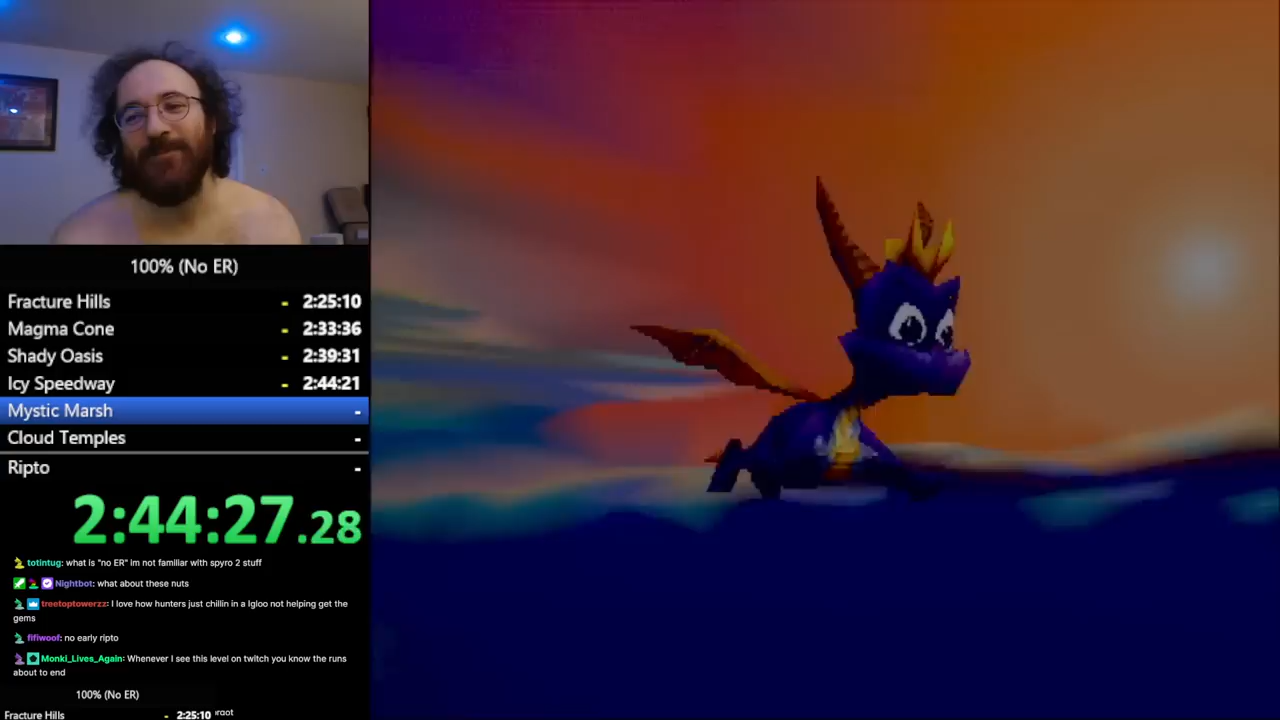 100% (No ER)
Fracture Hills - 2:25:10
Magma Cone - 2:33:36
Shady Oasis - 2:39:31
Icy Speedway - 2:44:21
Mystic Marsh -
Cloud Temples -
Ripto -
2:44:27.28
totintug: what is "no ER" Im not familiar with spyro 2 stuff
Nightbot: what about these nuts
treetoptowerzz: I love how hunters just chillin in a Igloo not helping get the
gems
fifiwoof: no early ripto
Monki_Lives_Again: Whenever I see this level on twitch you know the runs
about to end
100% (No ER)
Fracture Hills - 2:25:10